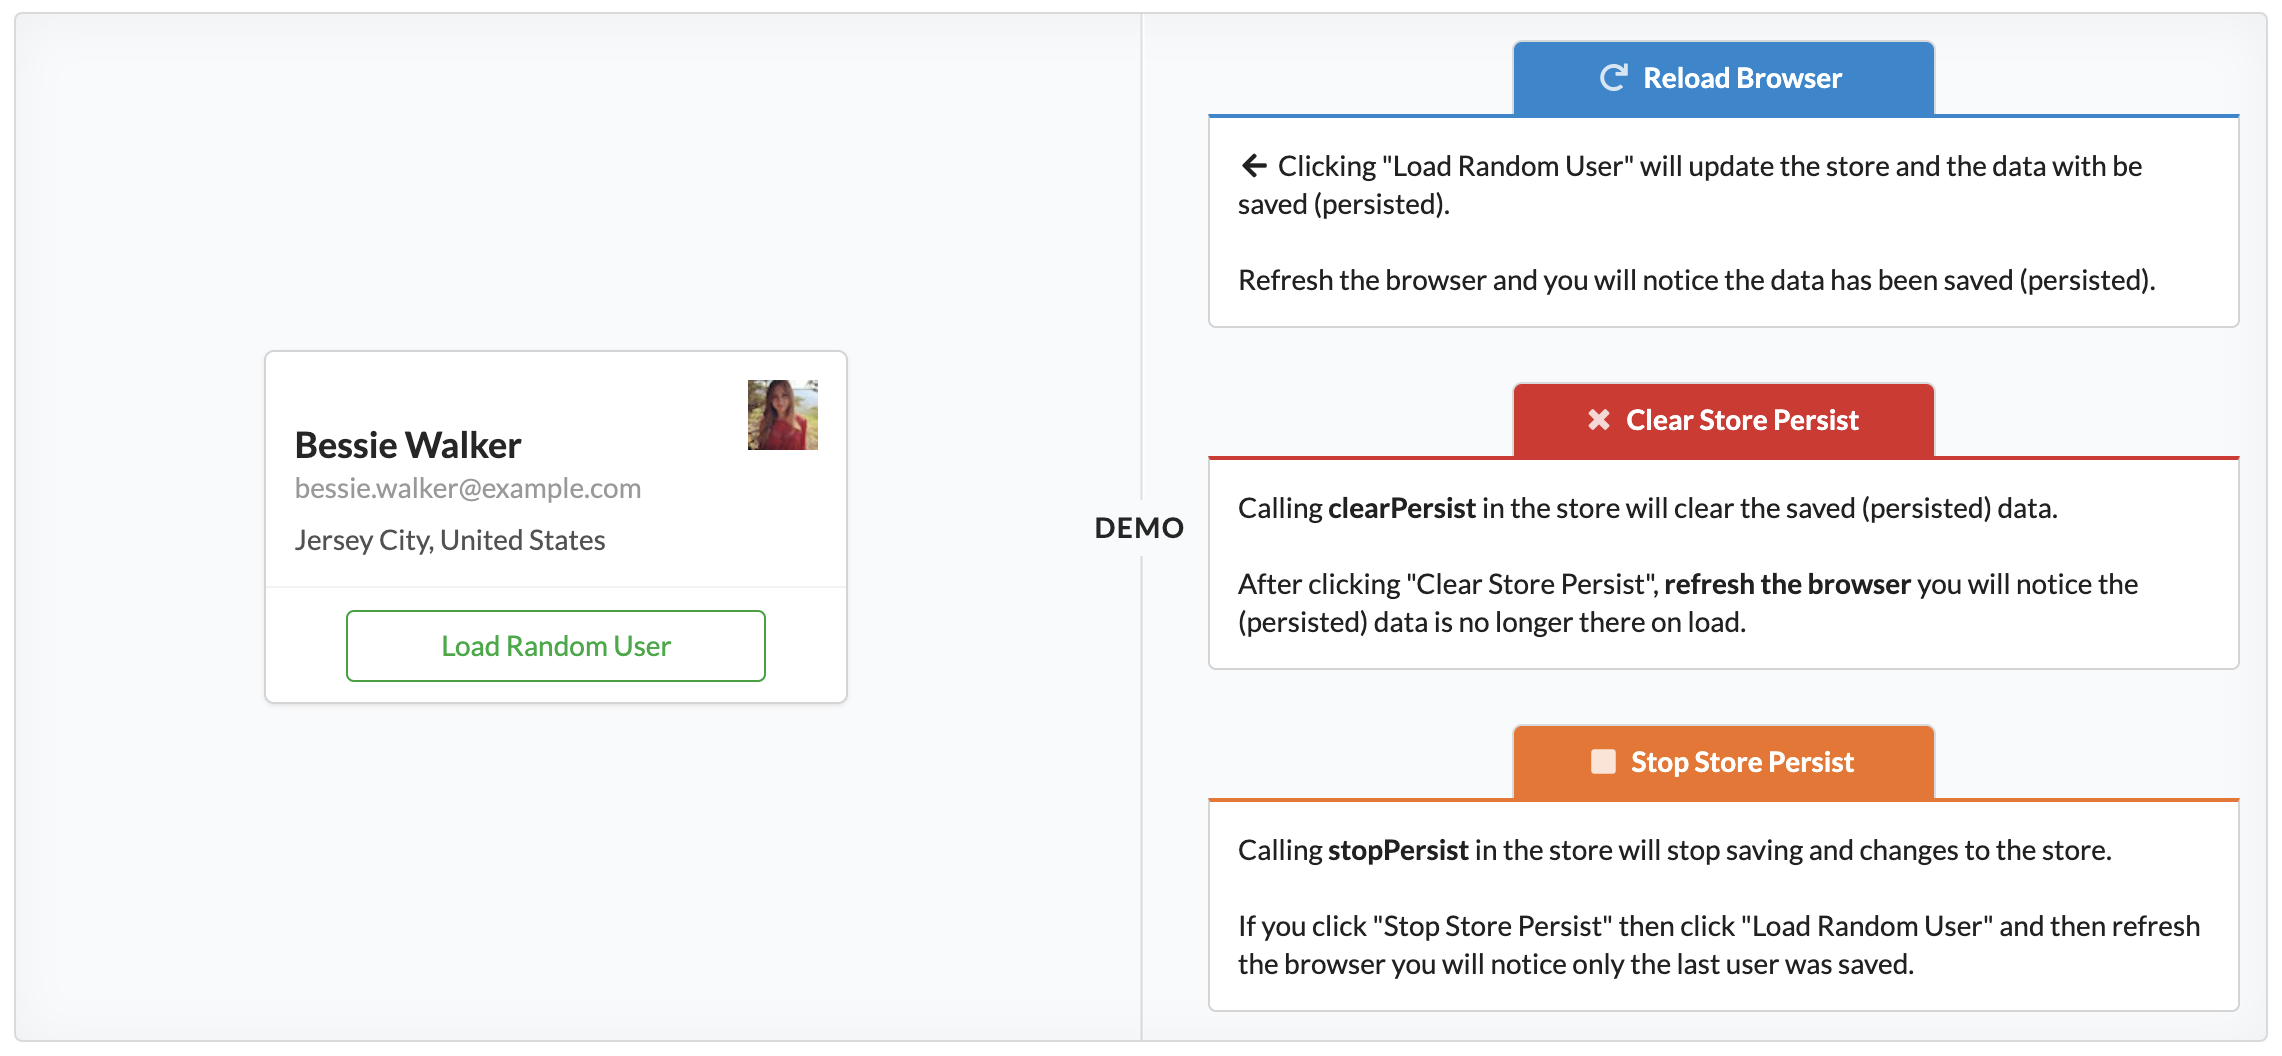 Bessie Walker
bessie.walker@example.com
Jersey City, United States
Load Random User
DEMO
Reload Browser
Clicking "Load Random User" will update the store and the data with be
saved (persisted).
Refresh the browser and you will notice the data has been saved (persisted).
Clear Store Persist
Calling clearPersist in the store will clear the saved (persisted) data.
After clicking "Clear Store Persist", refresh the browser you will notice the
(persisted) data is no longer there on load.
Stop Store Persist
Calling stopPersist in the store will stop saving and changes to the store.
If you click "Stop Store Persist" then click "Load Random User" and then refresh
the browser you will notice only the last user was saved.